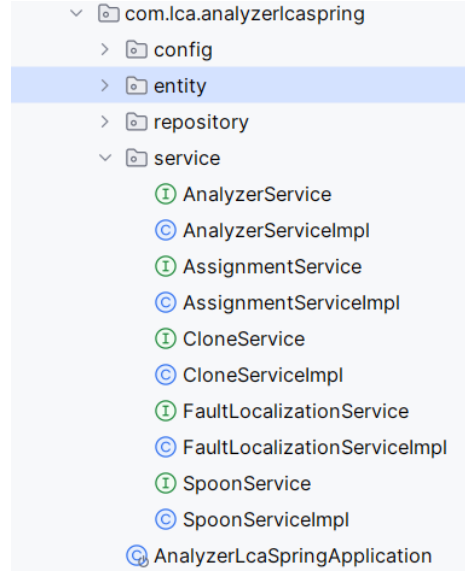 com.lca.analyzerlcaspring
config
entity
repository
service
I AnalyzerService
C AnalyzerServiceImpl
I AssignmentService
C AssignmentServiceImpl
I CloneService
C CloneServiceImpl
I FaultLocalizationService
C FaultLocalizationServiceImpl
I SpoonService
C SpoonServiceImpl
C AnalyzerLcaSpringApplication